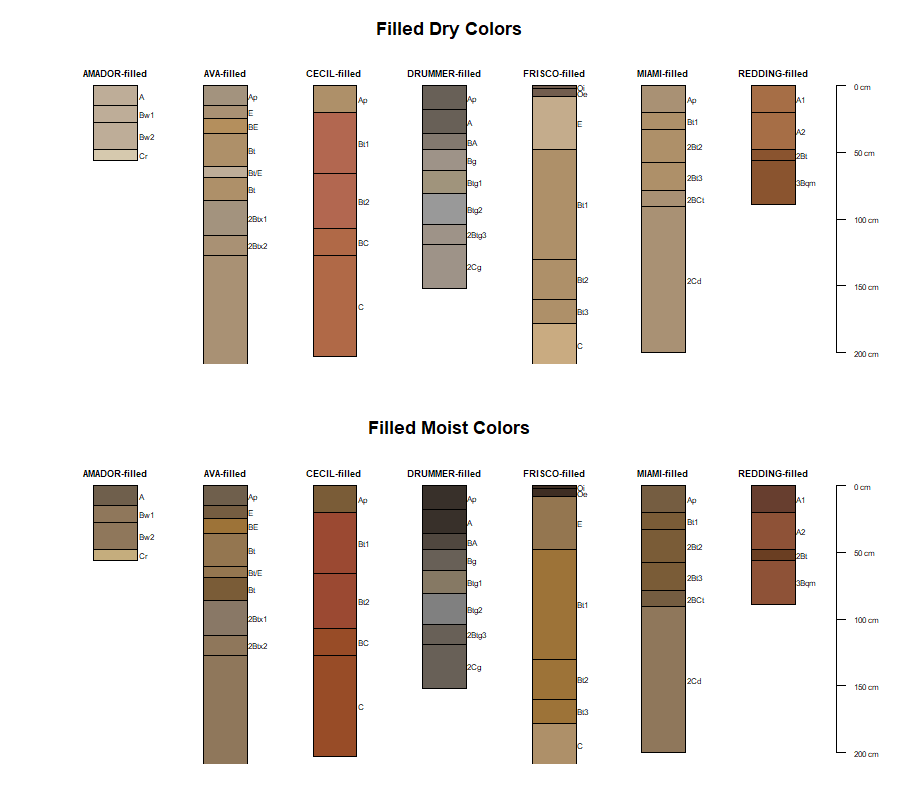 Filled Dry Colors
AMADOR-filled AVA-filled CECIL-filled DRUMMER-filled FRISCO-filled MIAMI-filled REDDING-filled
A
Bw1
Bw2
Cr
Ap
E
BE
Bt
Bt/E
Bt
2Btx1
2Btx2
Ap
Bt1
Bt2
BC
C
Ap
A
BA
Bg
Btg1
Btg2
2Btg3
2Cg
Oi
Oe
E
Bt1
Bt2
Bt3
C
Ap
Bt1
2Bt2
2Bt3
2BCt
2Cd
A1
A2
2Bt
3Bqm
0 cm
50 cm
100 cm
150 cm
200 cm
Filled Moist Colors
AMADOR-filled AVA-filled CECIL-filled DRUMMER-filled FRISCO-filled MIAMI-filled REDDING-filled
A
Bw1
Bw2
Cr
Ap
E
BE
Bt
Bt/E
Bt
2Btx1
2Btx2
Ap
Bt1
Bt2
BC
C
Ap
A
BA
Bg
Btg1
Btg2
2Btg3
2Cg
Oi
Oe
E
Bt1
Bt2
Bt3
C
Ap
Bt1
2Bt2
2Bt3
2BCt
2Cd
A1
A2
2Bt
3Bqm
0 cm
50 cm
100 cm
150 cm
200 cm